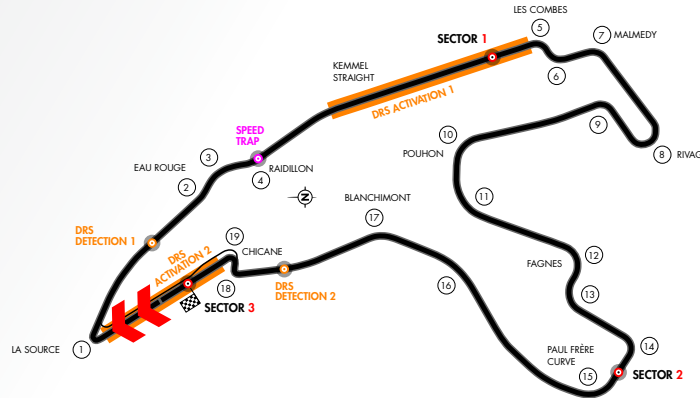 LES COMBES
5
7
MALMEDY
SECTOR 1
6
KEMMEL
STRAIGHT
DRS ACTIVATION 1
SPEED
TRAP
10
9
POUHON
8
RIVAG
3
EAU ROUGE
4
RAIDILLON
2
N
BLANCHIMONT
17
11
DRS
DETECTION 1
19
DRS
ACTIVATION 2
CHICANE
12
FAGNES
18
DRS
DETECTION 2
16
13
SECTOR 3
LA SOURCE
1
14
PAUL FRÈRE
CURVE
15
SECTOR 2